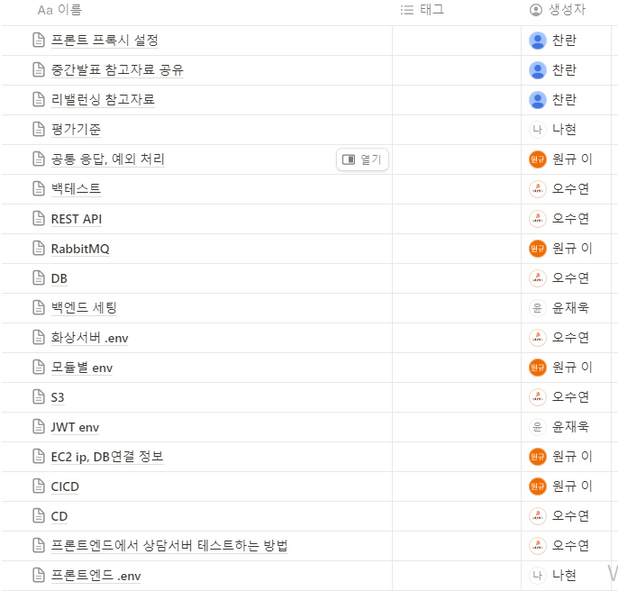 Aa 이름 태그 생성자
프론트 프록시 설정 찬란
중간발표 참고자료 공유 찬란
리밸런싱 참고자료 찬란
평가기준 나 나현
공통 응답, 예외 처리 열기 원규 원규 이
백테스트 오수연
REST API 오수연
RabbitMQ 원규 원규 이
DB 오수연
백엔드 세팅 윤 윤재욱
화상서버 .env 오수연
모듈별 env 원규 원규 이
S3 오수연
JWT env 윤 윤재욱
EC2 ip, DB연결 정보 원규 원규 이
CICD 원규 원규 이
CD 오수연
프론트엔드에서 상담서버 테스트하는 방법 오수연
프론트엔드 .env 나 나현